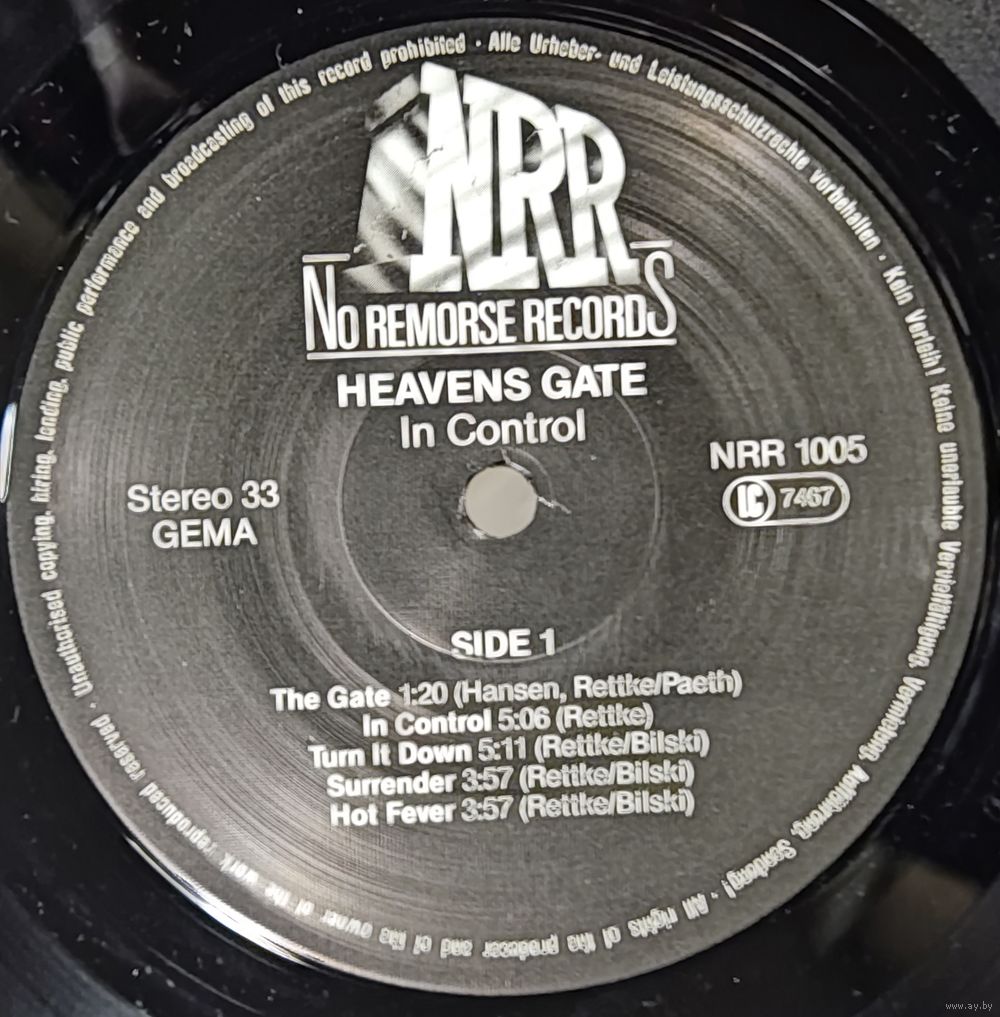 NRR
NO REMORSE RECORDS
HEAVENS GATE
In Control
NRR 1005
LC 7467
Stereo 33
GEMA
SIDE 1
The Gate 1:20 (Hansen, Rettke/Paeth)
In Control 5:06 (Rettke)
Turn It Down 5:11 (Rettke/Bilski)
Surrender 3:57 (Rettke/Bilski)
Hot Fever 3:57 (Rettke/Bilski)
Alle Urheber- und Leistungsschutzrechte vorbehalten · Kein Verleih! Keine unerlaubte Vervielfältigung, Vermietung, Aufführung, Sendung! · All rights of the producer and of the owner of the work reproduced reserved · Unauthorised copying, hiring, lending, public performance and broadcasting of this record prohibited ·
www.ay.by